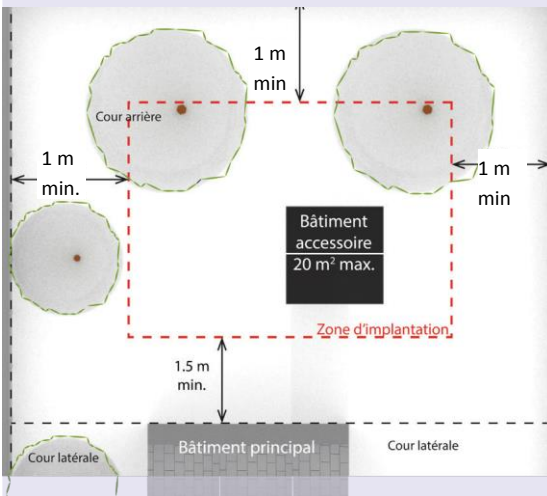 1 m
min
Cour arrière
1 m
min.
1 m
min
Bâtiment
accessoire
20 m² max.
Zone d'implantation
1.5 m
min.
Bâtiment principal
Cour latérale
Cour latérale